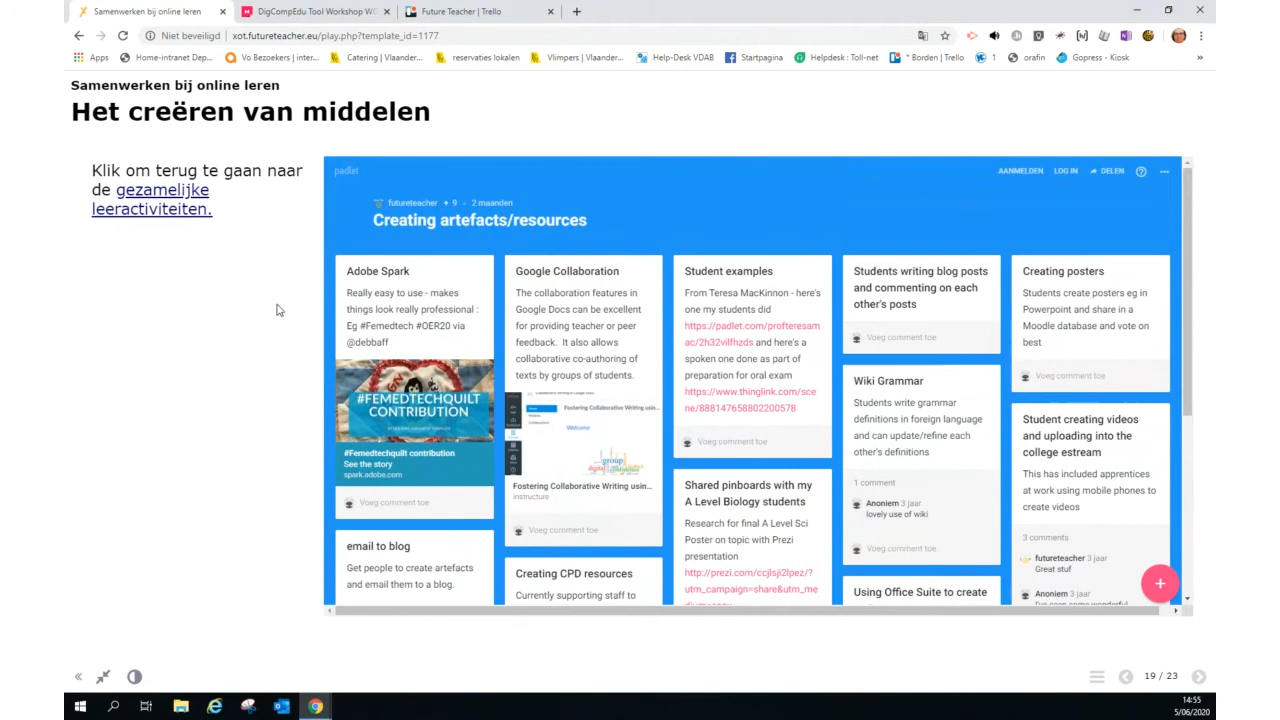 Samenwerken bij online leren
DigCompEdu Tool Workshop W
Future Teacher | Trello
Niet beveiligd | xot.futureteacher.eu/play.php?template_id=1177
Apps
Home-intranet Dep...
Vo Bezoekers | inter...
Catering | Vlaander...
reservaties lokalen
Vlimpers | Vlaander...
Help-Desk VDAB
Startpagina
Helpdesk : Toll-net
* Borden | Trello
1
orafin
Gopress - Kiosk
»
Samenwerken bij online leren
Het creëren van middelen
Klik om terug te gaan naar
de gezamelijke
leeractiviteiten.
padlet
AANMELDEN
LOG IN
DELEN
futureteacher + 9 • 2 maanden
Creating artefacts/resources
Adobe Spark
Really easy to use - makes
things look really professional :
Eg #Femedtech #OER20 via
@debbaff
#FEMEDTECHQUILT
CONTRIBUTION
#Femedtechquilt contribution
See the story
spark.adobe.com
Voeg comment toe
email to blog
Get people to create artefacts
and email them to a blog.
Google Collaboration
The collaboration features in
Google Docs can be excellent
for providing teacher or peer
feedback. It also allows
collaborative co-authoring of
texts by groups of students.
Fostering Collaborative Writing usin...
Welcome
group
digital
Fostering Collaborative Writing usin...
instructure
Voeg comment toe
Creating CPD resources
Currently supporting staff to
Student examples
From Teresa MacKinnon - here's
one my students did
https://padlet.com/profteresam
ac/2h32vilfhzds and here's a
spoken one done as part of
preparation for oral exam
https://www.thinglink.com/sce
ne/888147658802200578
Voeg comment toe
Shared pinboards with my
A Level Biology students
Research for final A Level Sci
Poster on topic with Prezi
presentation
http://prezi.com/ccjlsji2lpez/?
utm_campaign=share&utm_me
Students writing blog posts
and commenting on each
other's posts
Voeg comment toe
Wiki Grammar
Students write grammar
definitions in foreign language
and can update/refine each
other's definitions
1 comment
Anoniem 3 jaar
lovely use of wiki
Voeg comment toe
Using Office Suite to create
Creating posters
Students create posters eg in
Powerpoint and share in a
Moodle database and vote on
best
Voeg comment toe
Student creating videos
and uploading into the
college estream
This has included apprentices
at work using mobile phones to
create videos
3 comments
futureteacher 3 jaar
Great stuf
Anoniem 3 jaar
I've seen some wonderful
19 / 23
14:55
5/06/2020